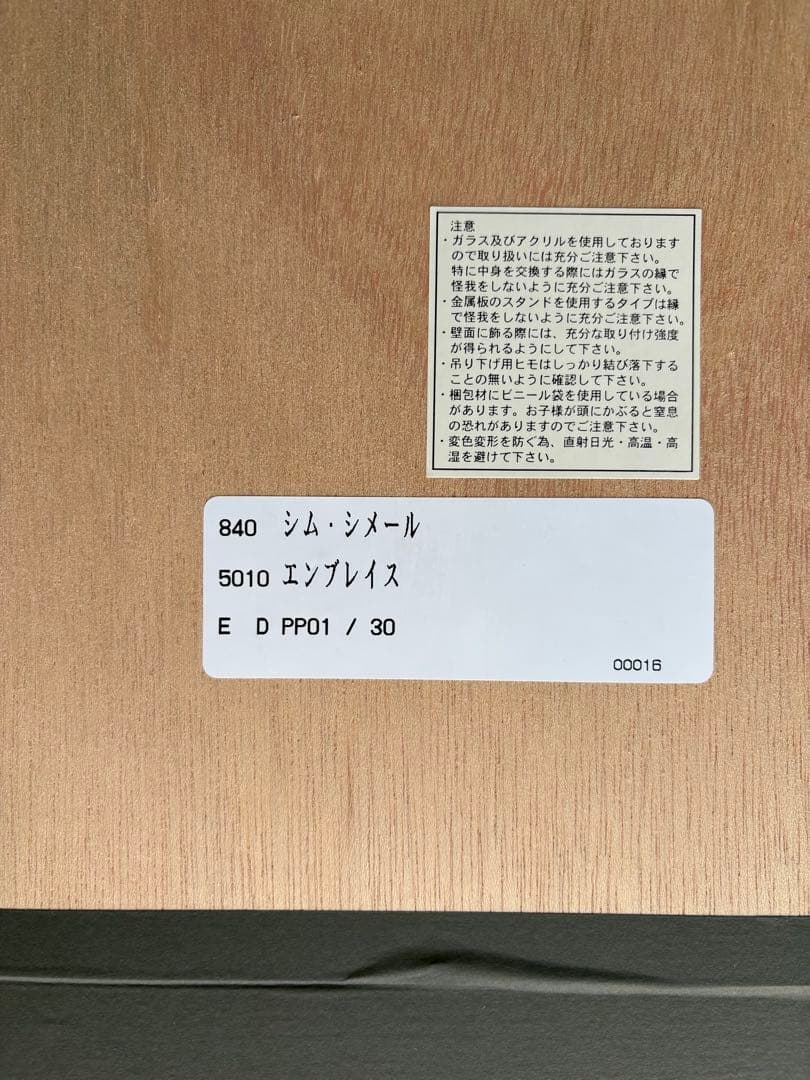 注意
・ガラス及びアクリルを使用しております
ので取り扱いには充分ご注意下さい。
特に中身を交換する際にはガラスの縁で
怪我をしないように充分ご注意下さい。
・金属板のスタンドを使用するタイプは縁
で怪我をしないように充分ご注意下さい。
・壁面に飾る際には、充分な取り付け強度
が得られるようにして下さい。
・吊り下げ用ヒモはしっかり結び落下する
ことの無いように確認して下さい。
・梱包材にビニール袋を使用している場合
があります。お子様が頭にかぶると窒息
の恐れがありますのでご注意下さい。
・変色変形を防ぐ為、直射日光・高温・高
湿を避けて下さい。
840 シム・シメール
5010 エンブレイス
E D PP01 / 30
00016